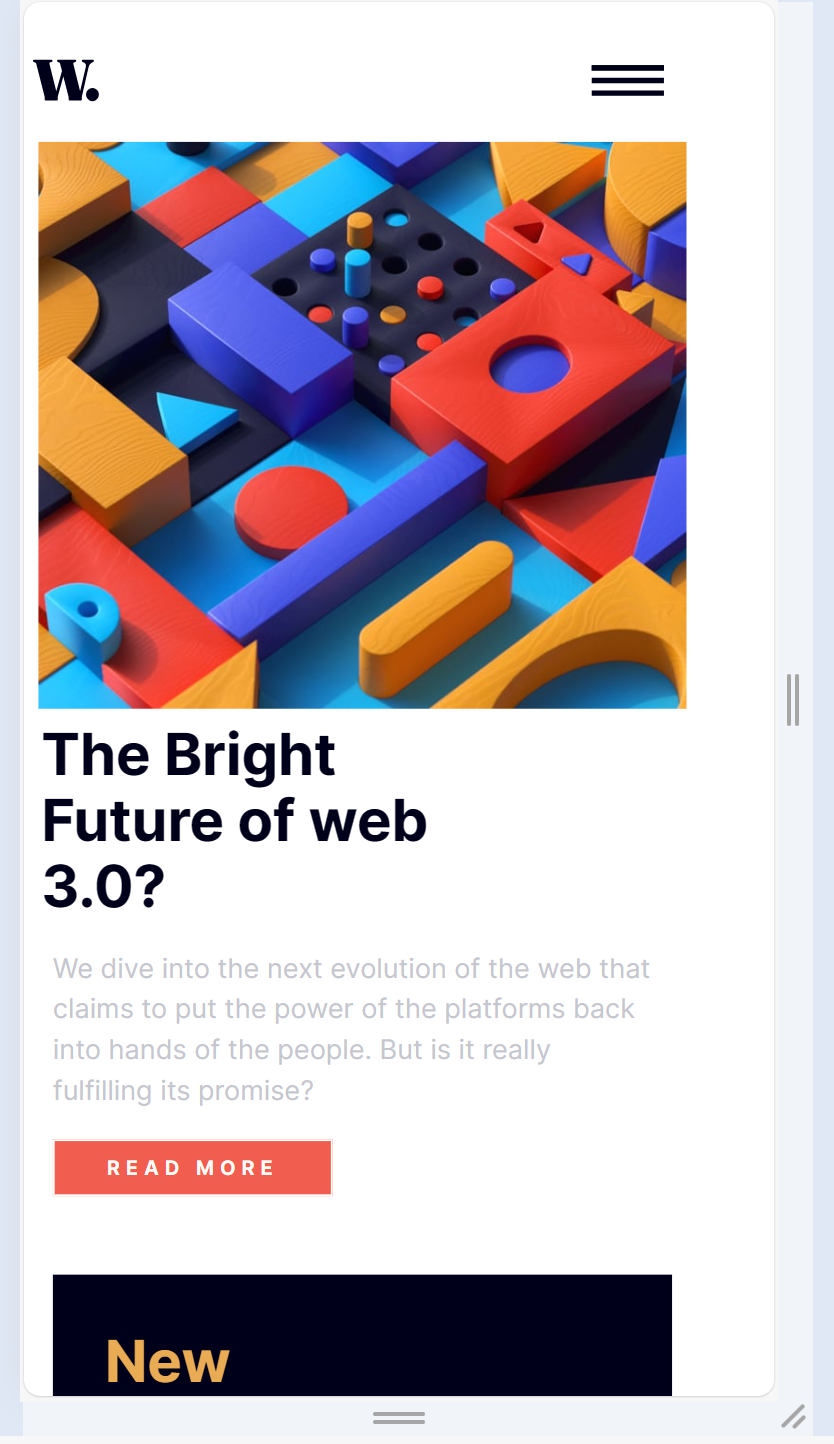 W.
The Bright
Future of web
3.0?
We dive into the next evolution of the web that
claims to put the power of the platforms back
into hands of the people. But is it really
fulfilling its promise?
READ MORE
New